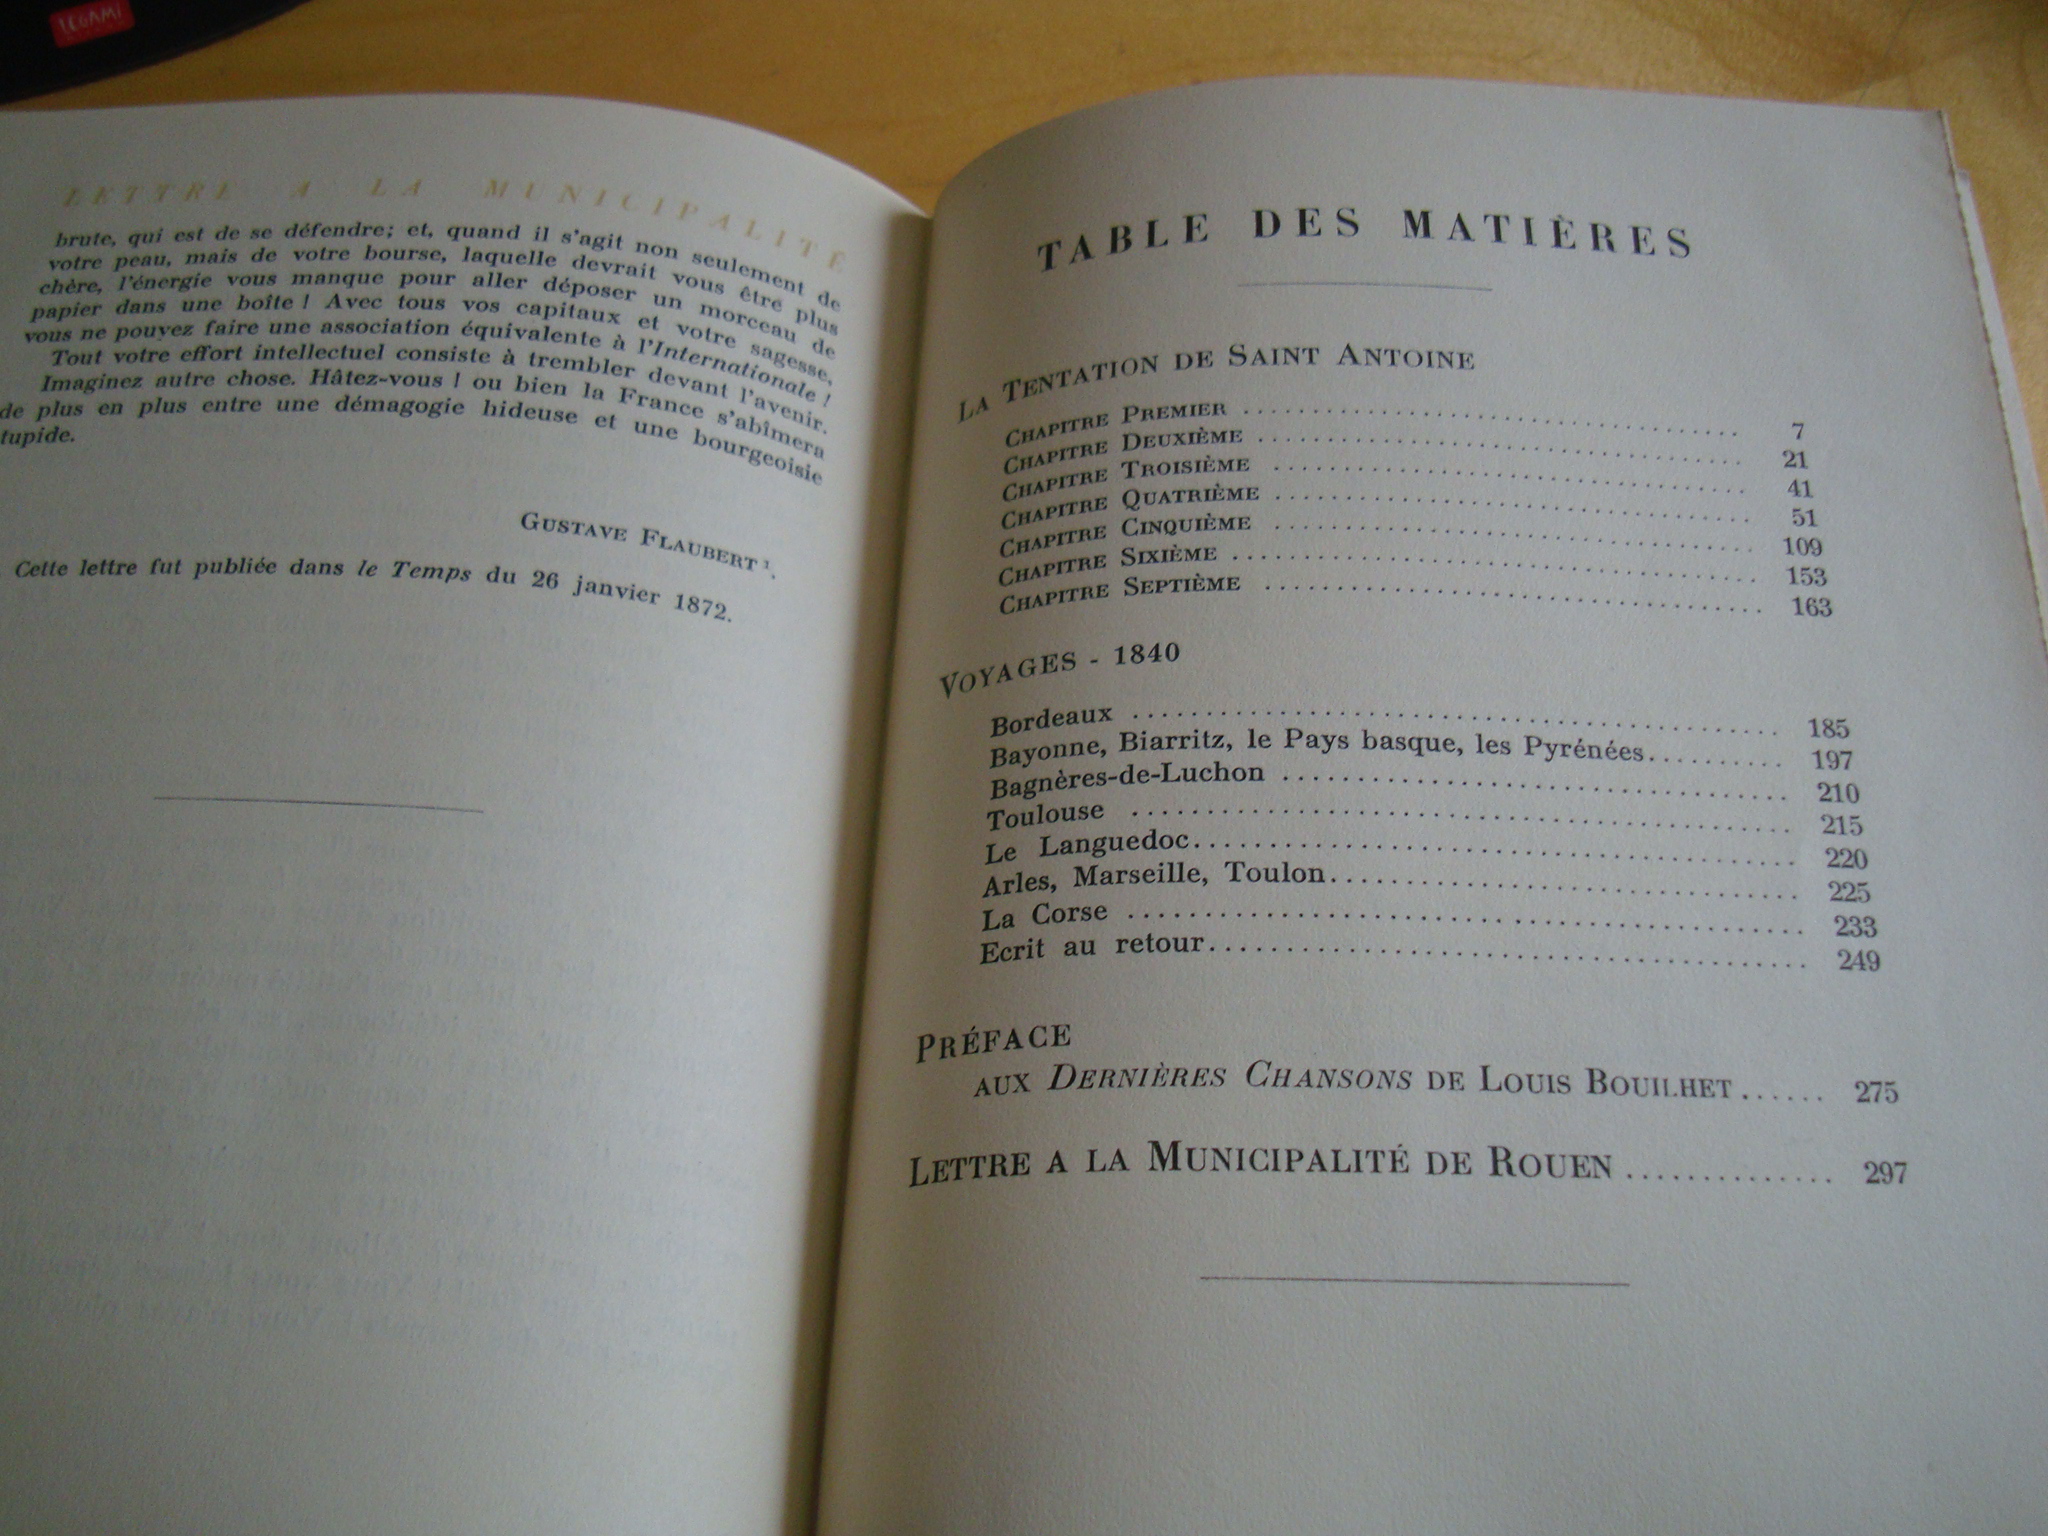 LEGAMI
LETTRE A LA MUNICIPALITÉ
brute, qui est de se défendre; et, quand il s'agit non seulement de
votre peau, mais de votre bourse, laquelle devrait vous être plus
chère, l'énergie vous manque pour aller déposer un morceau de
papier dans une boîte ! Avec tous vos capitaux et votre sagesse,
vous ne pouvez faire une association équivalente à l'Internationale !
Tout votre effort intellectuel consiste à trembler devant l'avenir.
Imaginez autre chose. Hâtez-vous ! ou bien la France s'abîmera
de plus en plus entre une démagogie hideuse et une bourgeoisie
tupide.
GUSTAVE FLAUBERT ¹.
Cette lettre fut publiée dans le Temps du 26 janvier 1872.
TABLE DES MATIÈRES
LA TENTATION DE SAINT ANTOINE
CHAPITRE PREMIER .......... 7
CHAPITRE DEUXIÈME .......... 21
CHAPITRE TROISIÈME .......... 41
CHAPITRE QUATRIÈME .......... 51
CHAPITRE CINQUIÈME .......... 109
CHAPITRE SIXIÈME .......... 153
CHAPITRE SEPTIÈME .......... 163
VOYAGES - 1840
Bordeaux .......... 185
Bayonne, Biarritz, le Pays basque, les Pyrénées.......... 197
Bagnères-de-Luchon .......... 210
Toulouse .......... 215
Le Languedoc.......... 220
Arles, Marseille, Toulon.......... 225
La Corse .......... 233
Ecrit au retour.......... 249
PRÉFACE
AUX DERNIÈRES CHANSONS DE LOUIS BOUILHET...... 275
LETTRE A LA MUNICIPALITÉ DE ROUEN .............. 297